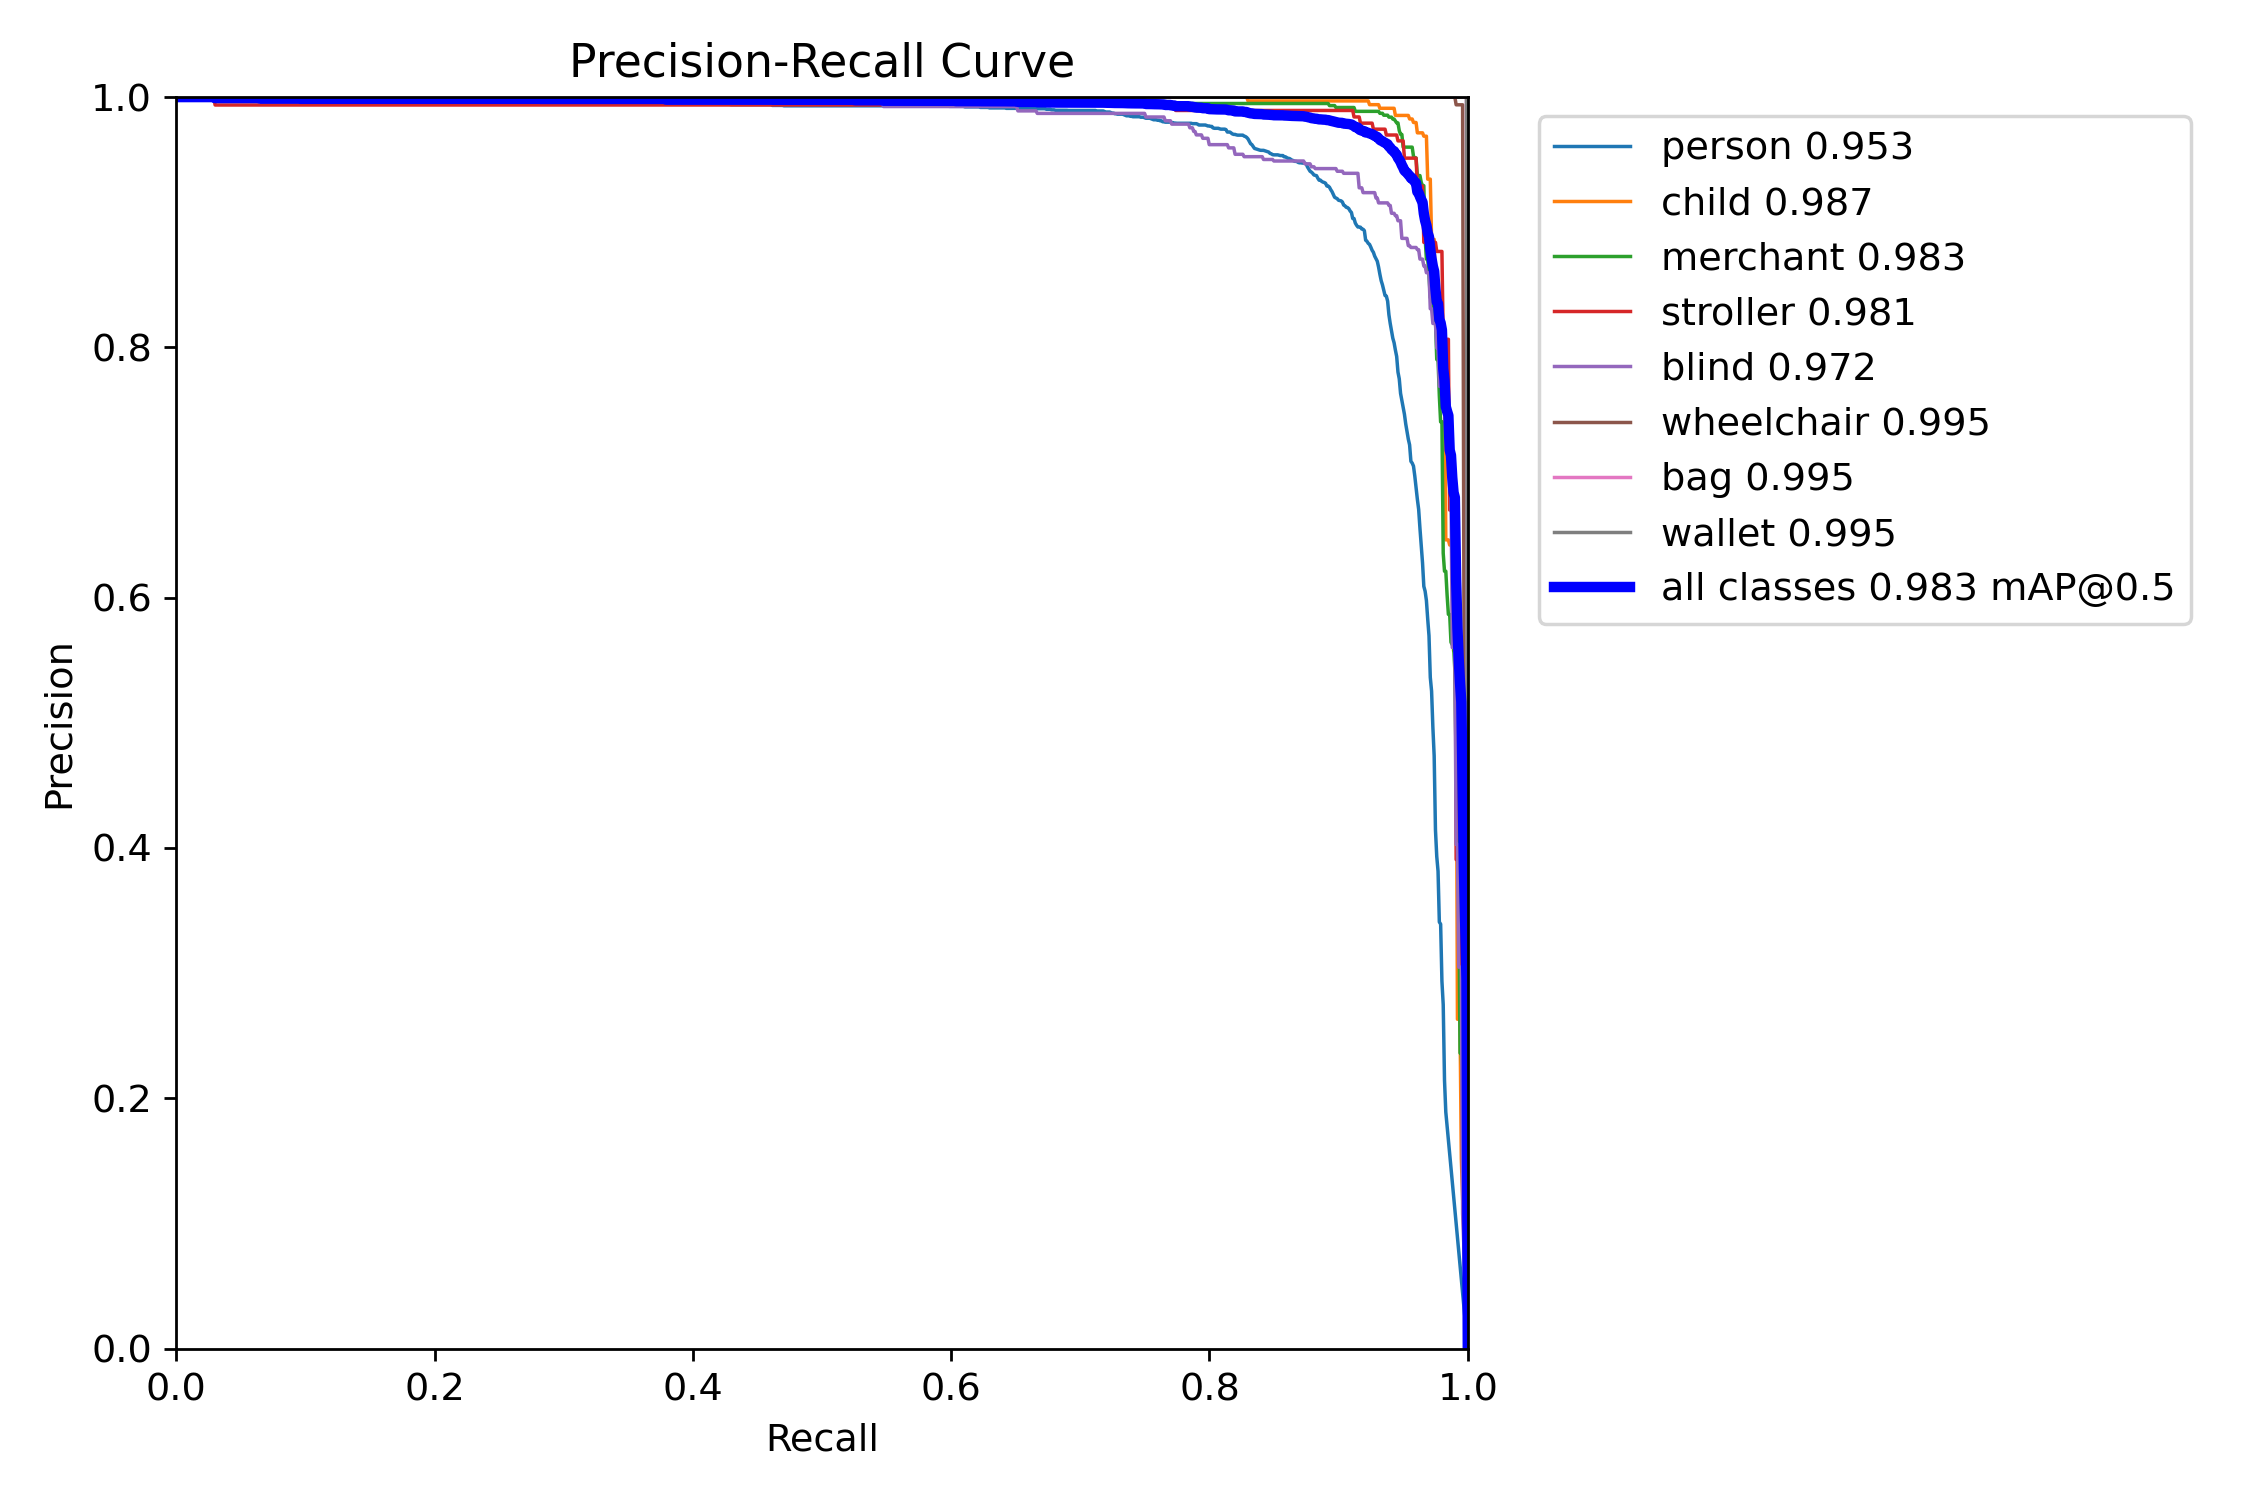 Precision-Recall Curve
1.0
0.8
0.6
0.4
0.2
0.0
Precision
0.0 0.2 0.4 0.6 0.8 1.0
Recall
person 0.953
child 0.987
merchant 0.983
stroller 0.981
blind 0.972
wheelchair 0.995
bag 0.995
wallet 0.995
all classes 0.983 mAP@0.5